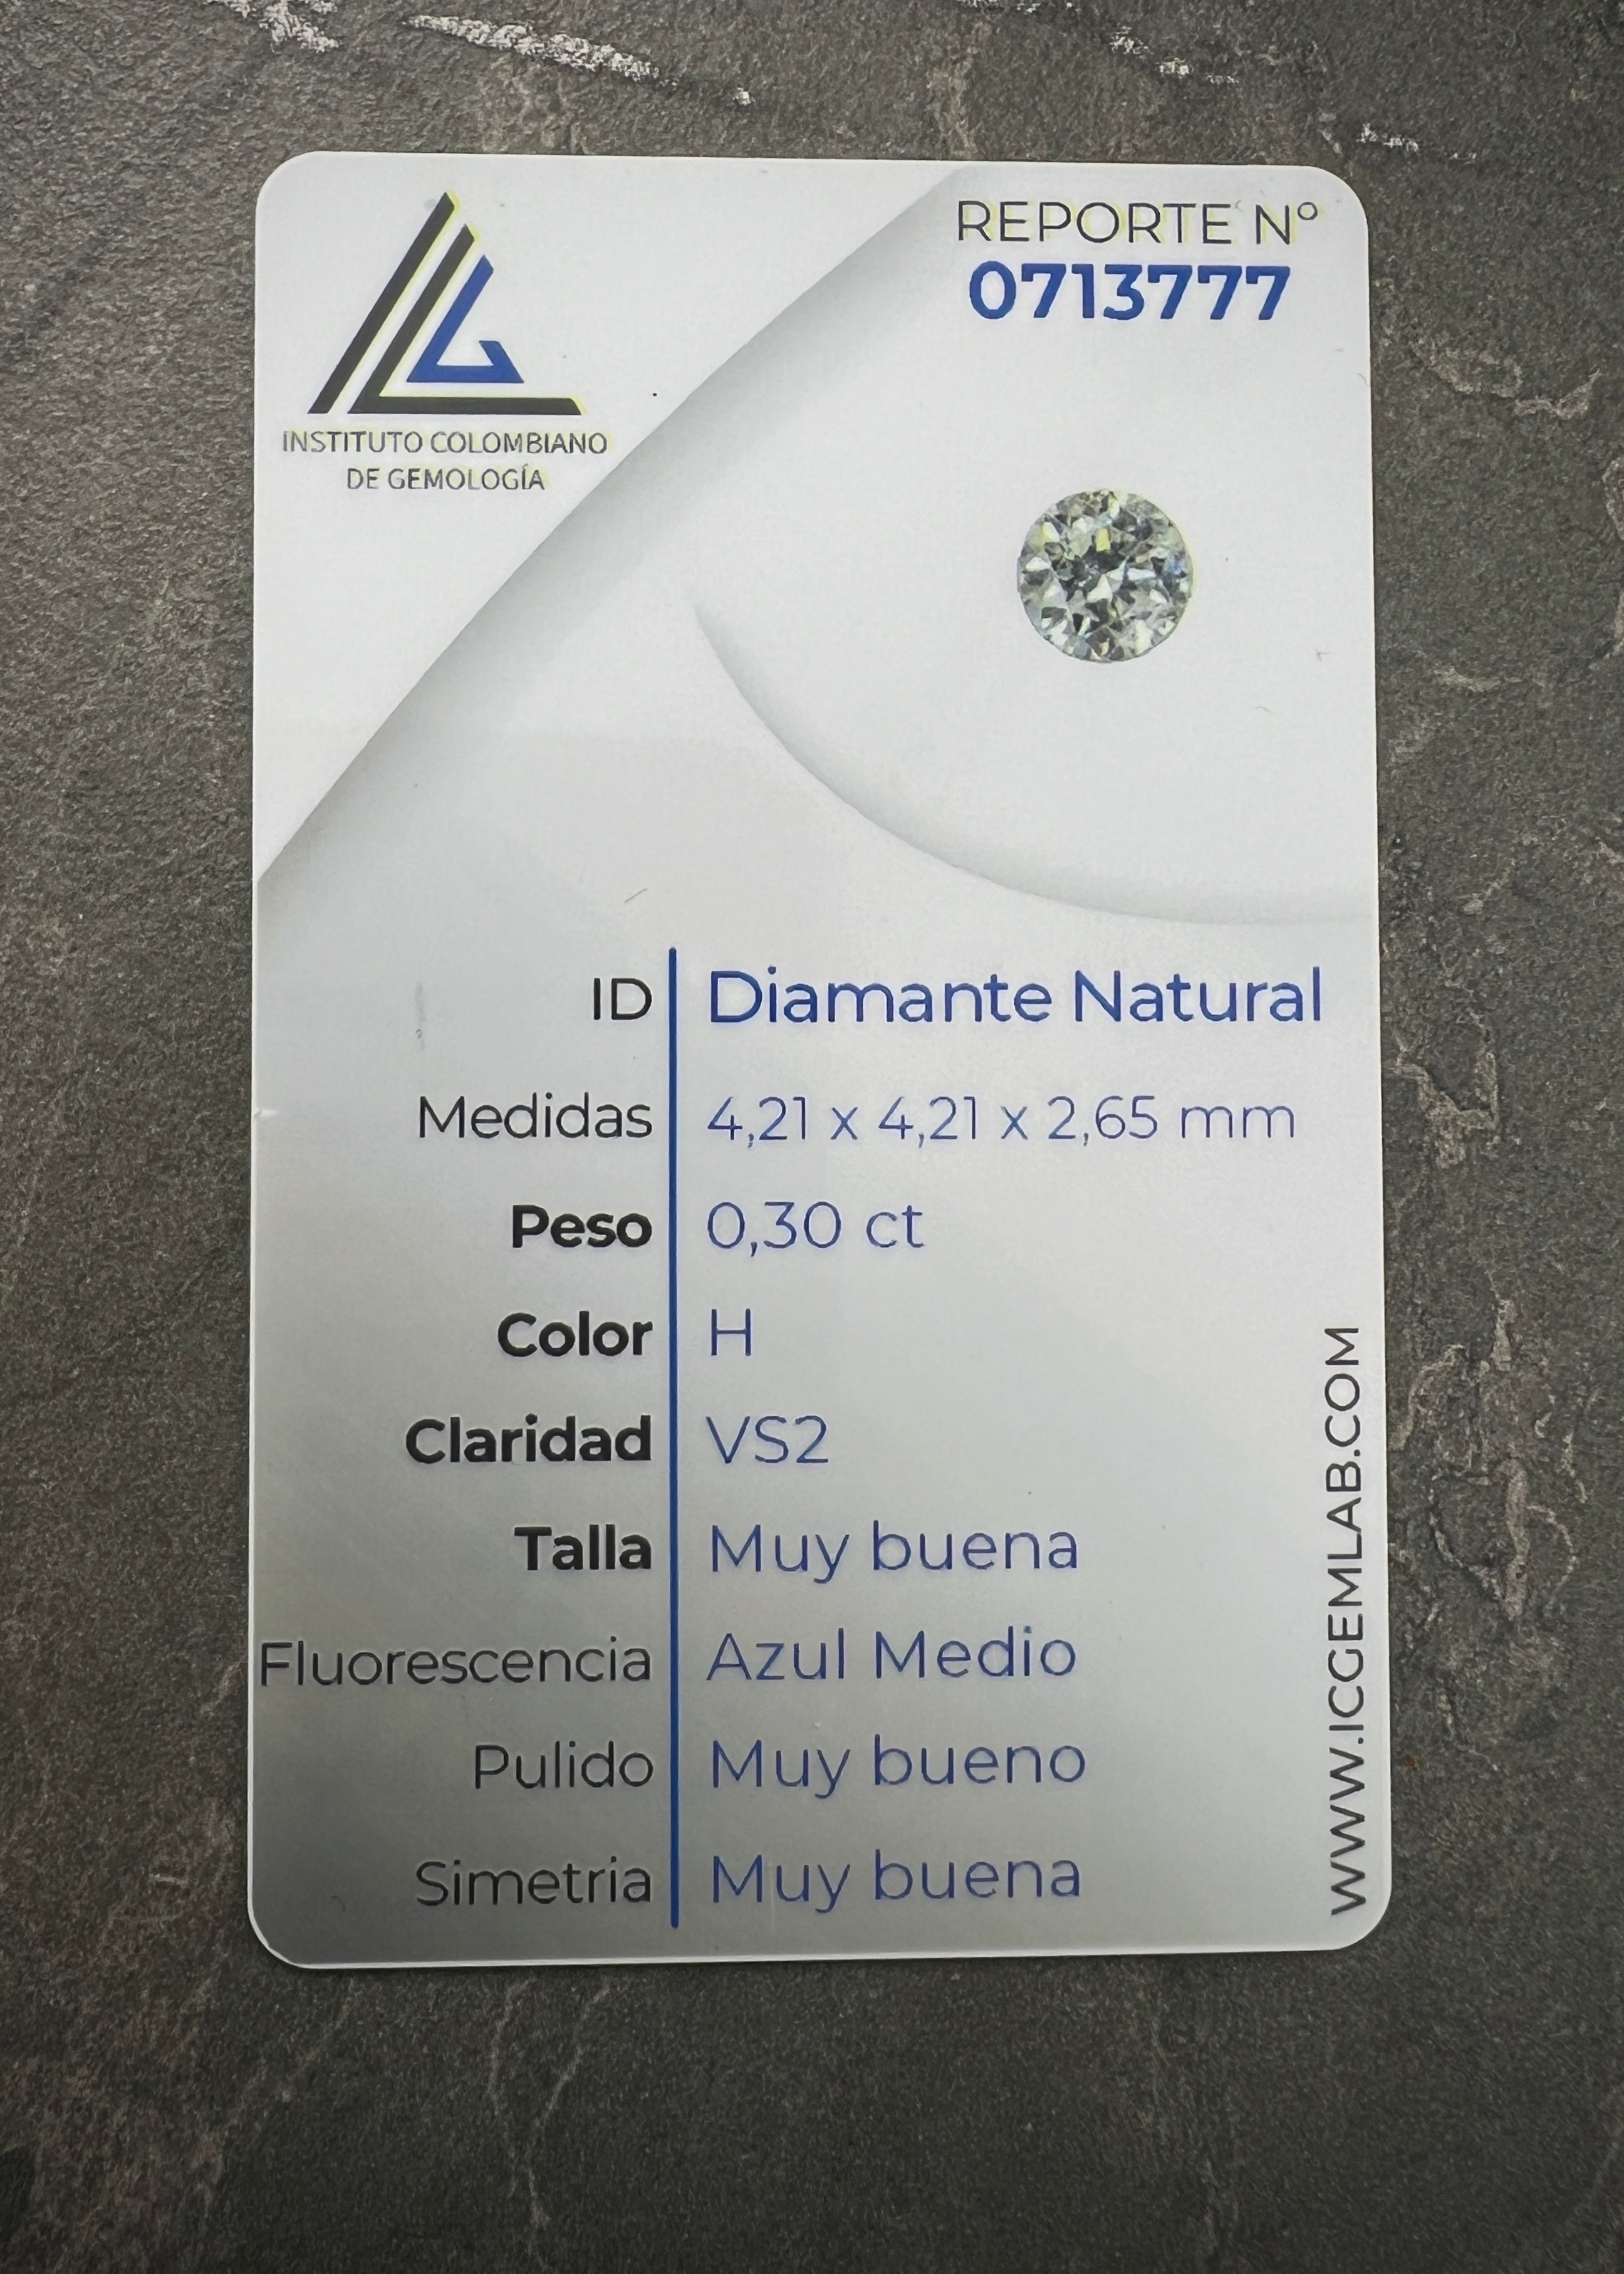 INSTITUTO COLOMBIANO
DE GEMOLOGÍA
REPORTE Nº
0713777
ID Diamante Natural
Medidas 4,21 x 4,21 x 2,65 mm
Peso 0,30 ct
Color H
Claridad VS2
Talla Muy buena
Fluorescencia Azul Medio
Pulido Muy bueno
Simetria Muy buena
WWW.ICGEMLAB.COM